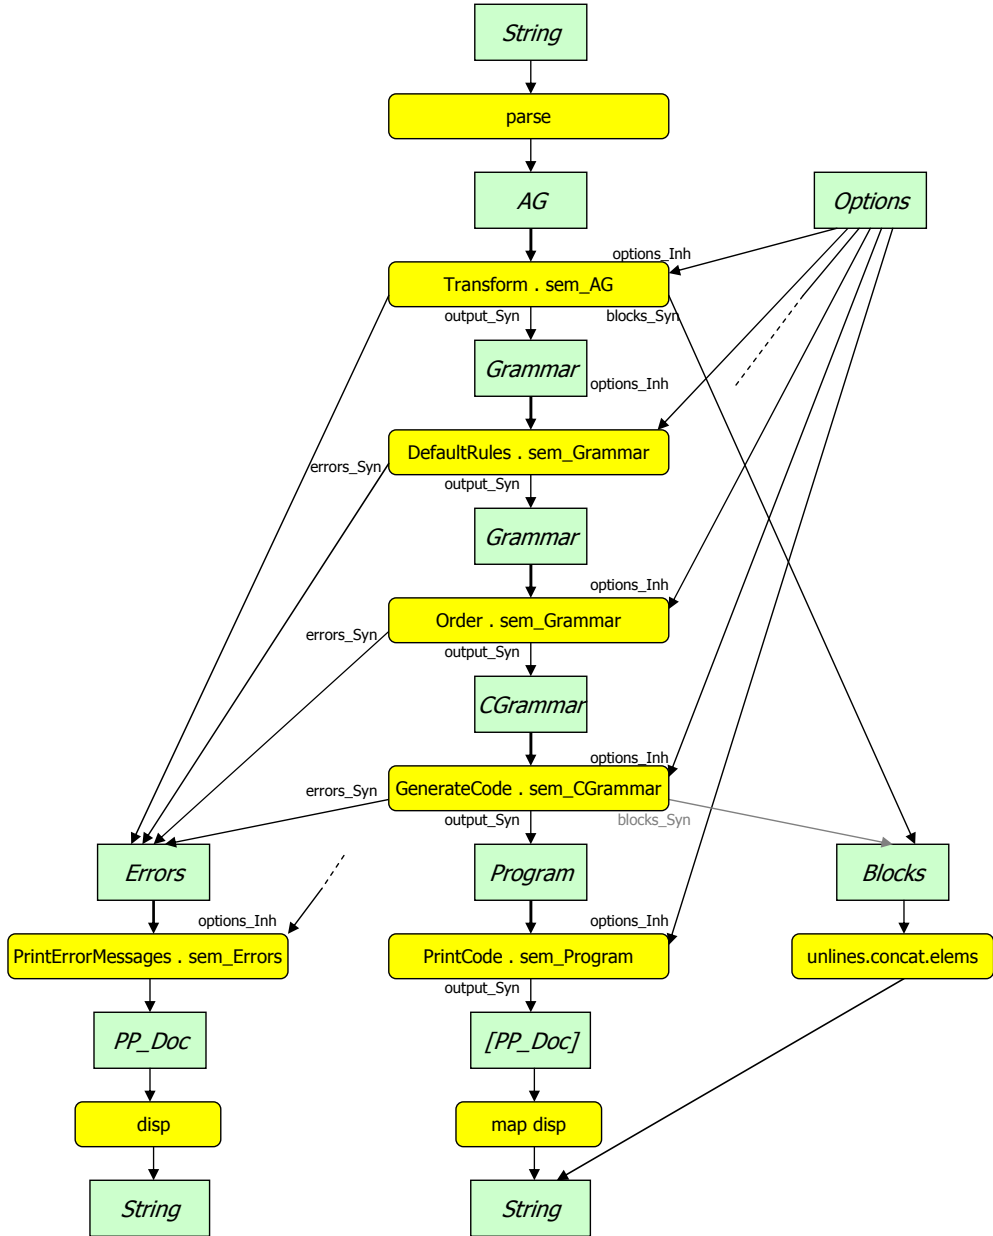 String
parse
AG
Options
options_Inh
Transform . sem_AG
output_Syn
blocks_Syn
Grammar
options_Inh
DefaultRules . sem_Grammar
errors_Syn
output_Syn
Grammar
options_Inh
Order . sem_Grammar
errors_Syn
output_Syn
CGrammar
options_Inh
GenerateCode . sem_CGrammar
errors_Syn
output_Syn
blocks_Syn
Errors
Program
Blocks
options_Inh
options_Inh
PrintErrorMessages . sem_Errors
PrintCode . sem_Program
unlines.concat.elems
output_Syn
PP_Doc
[PP_Doc]
disp
map disp
String
String